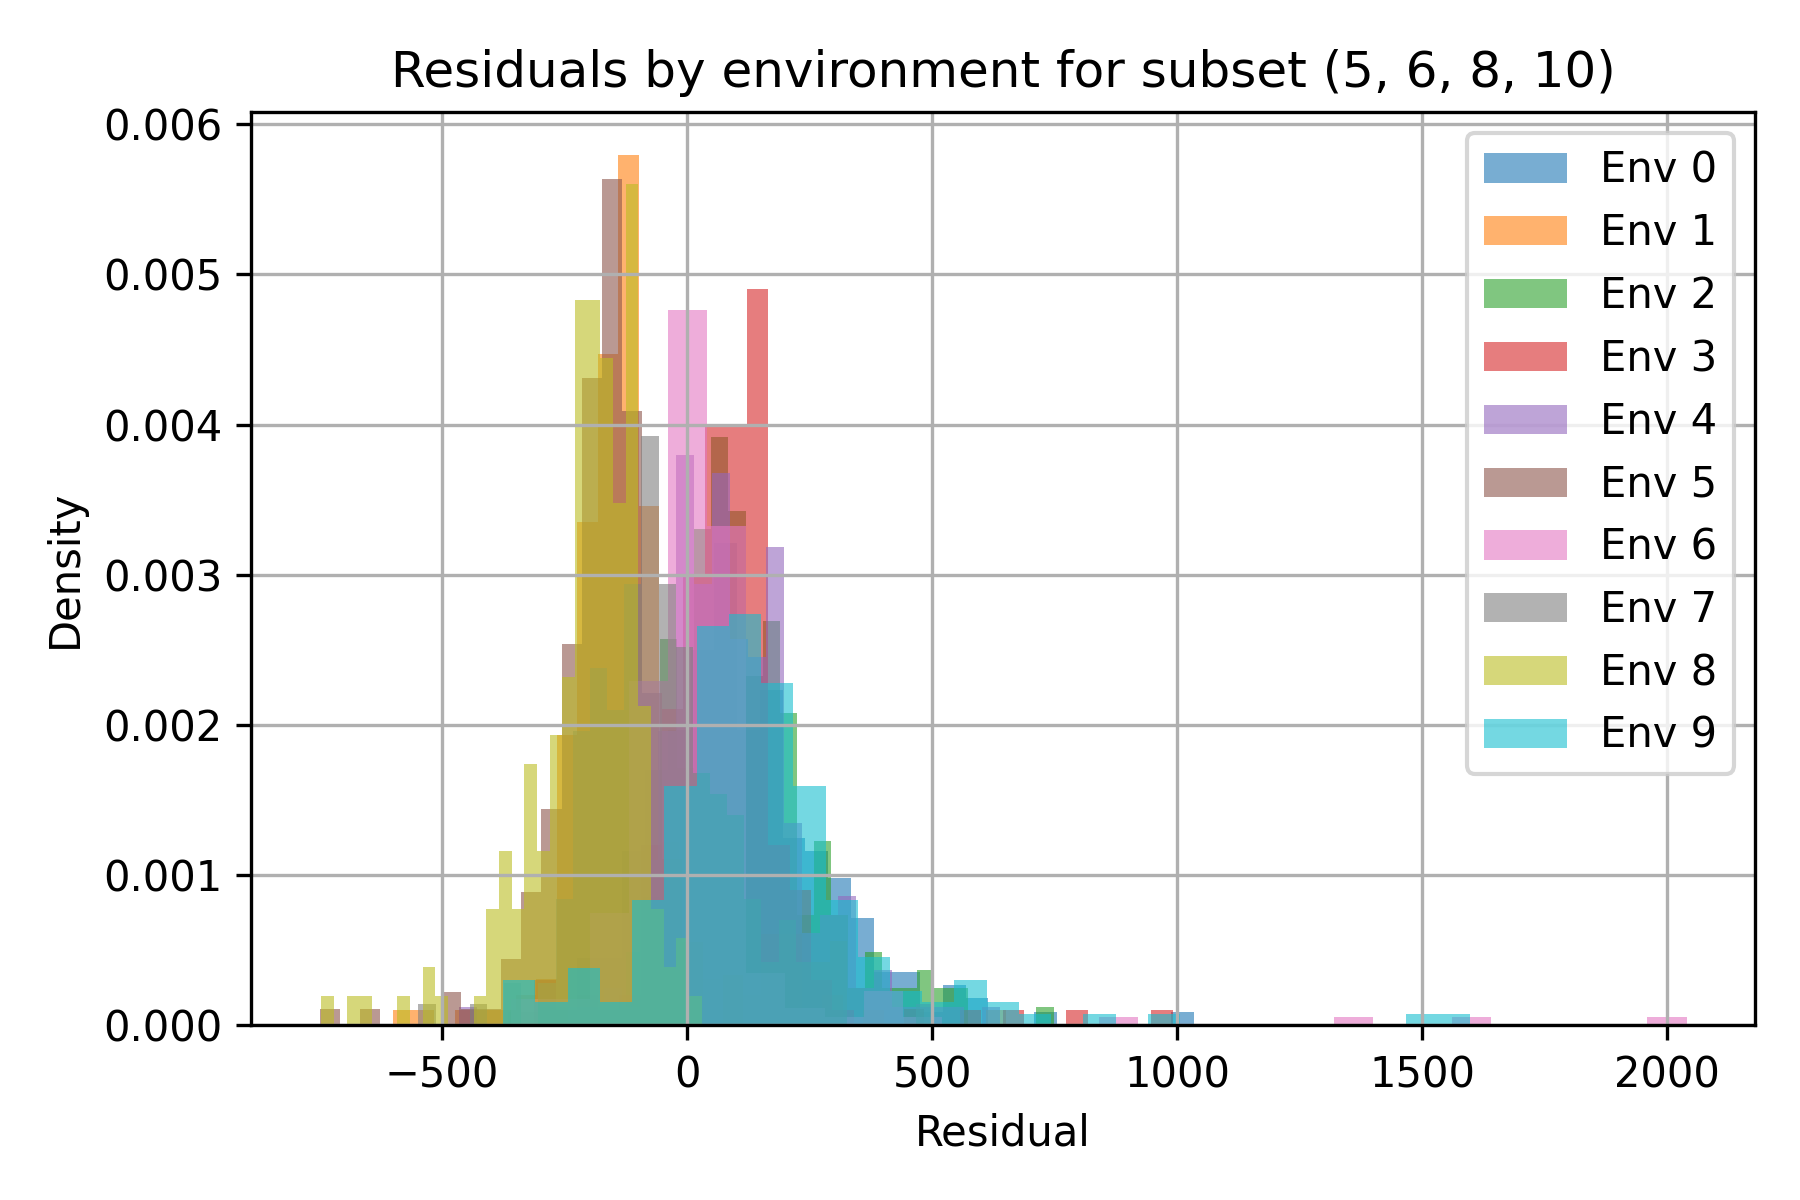 Residuals by environment for subset (5, 6, 8, 10)
0.006
0.005
0.004
0.003
0.002
0.001
0.000
Density
−500
0
500
1000
1500
2000
Residual
Env 0
Env 1
Env 2
Env 3
Env 4
Env 5
Env 6
Env 7
Env 8
Env 9